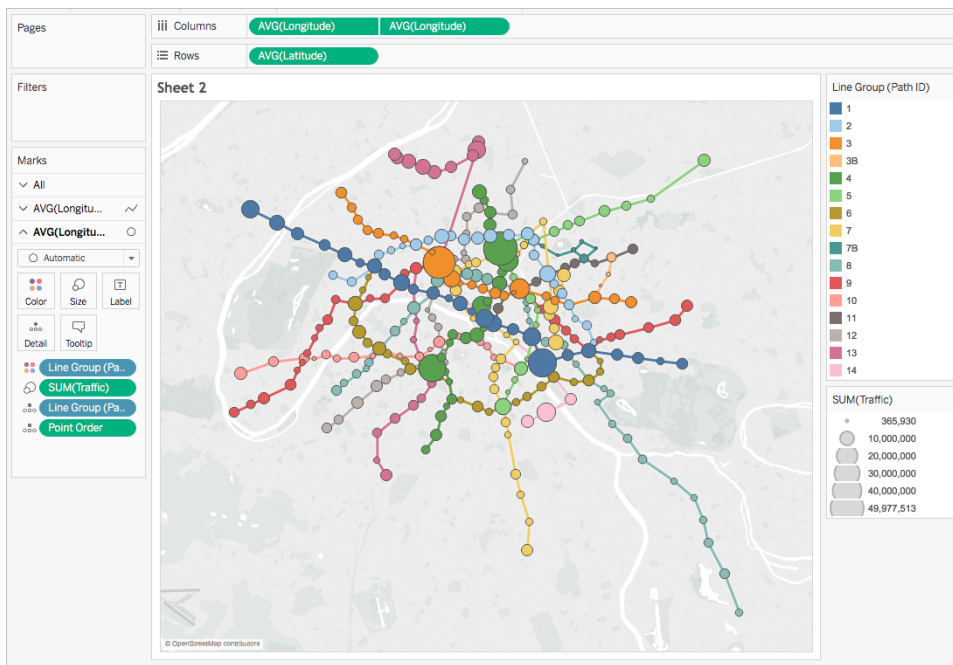 Pages
Columns
AVG(Longitude)
AVG(Longitude)
Rows
AVG(Latitude)
Filters
Marks
All
AVG(Longitu..
AVG(Longitu...
Automatic
Color
Size
Label
Detail
Tooltip
Line Group (Pa..
SUM(Traffic)
Line Group (Pa..
Point Order
Sheet 2
© OpenStreetMap contributors
Line Group (Path ID)
1
2
3
3B
4
5
6
7
7B
8
9
10
11
12
13
14
SUM(Traffic)
365,930
10,000,000
20,000,000
30,000,000
40,000,000
49,977,513